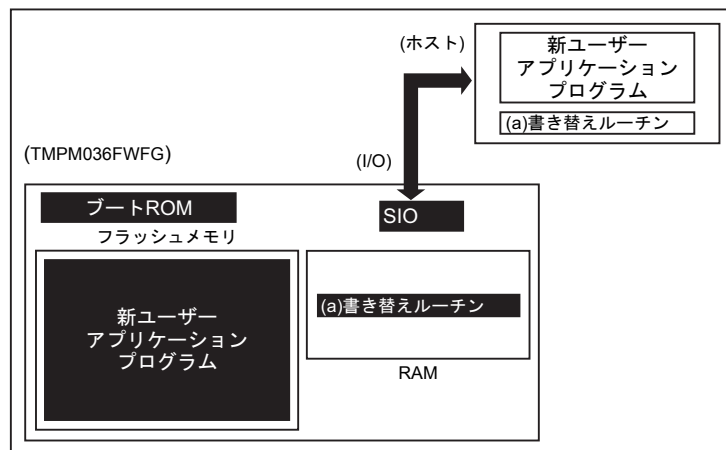 (ホスト)
新ユーザー
アプリケーション
プログラム
(a)書き替えルーチン
(TMPM036FWFG)
(I/O)
ブートROM
SIO
フラッシュメモリ
新ユーザー
アプリケーション
プログラム
(a)書き替えルーチン
RAM